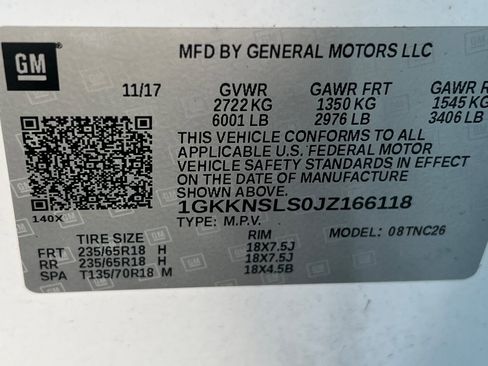 GM
MFD BY GENERAL MOTORS LLC
11/17 GVWR GAWR FRT GAWR R
2722 KG 1350 KG 1545 KG
6001 LB 2976 LB 3406 LB
THIS VEHICLE CONFORMS TO ALL
APPLICABLE U.S. FEDERAL MOTOR
VEHICLE SAFETY STANDARDS IN EFFECT
ON THE DATE OF MANUFACTURE
SHOWN ABOVE.
140X 1GKKNSLS0JZ166118
TYPE: M.P.V. MODEL: 08TNC26
TIRE SIZE RIM
FRT 235/65R18 H 18X7.5J
RR 235/65R18 H 18X7.5J
SPA T135/70R18 M 18X4.5B